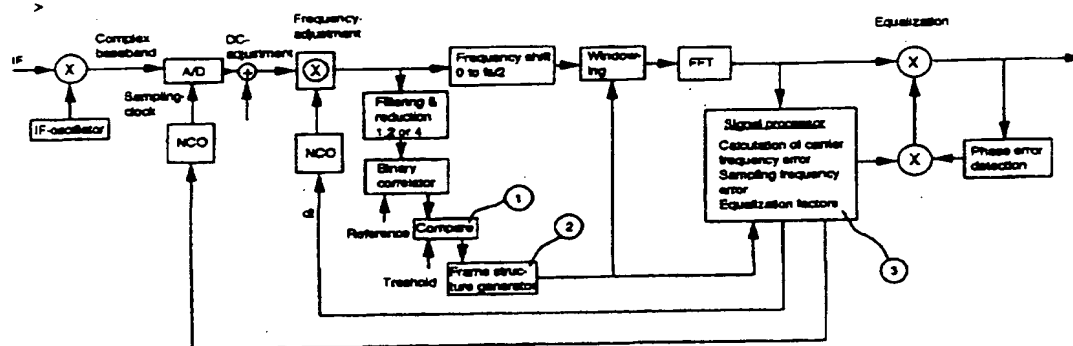 >
Frequency-
adjustment
Equalization
Complex
baseband
DC-
adjustment
IF
X
A/D
+
X
Frequency shift
0 to fs/2
Window-
ing
FFT
X
Sampling-
clock
IF-oscillator
Filtering &
reduction
1,2 or 4
NCO
NCO
Signal processor
Calculation of carrier
frequency error
Sampling frequency
error
Equalization factors
X
Phase error
detection
Binary
correlator
Reference
Compare
1
Treshold
2
Frame struc-
ture generator
3